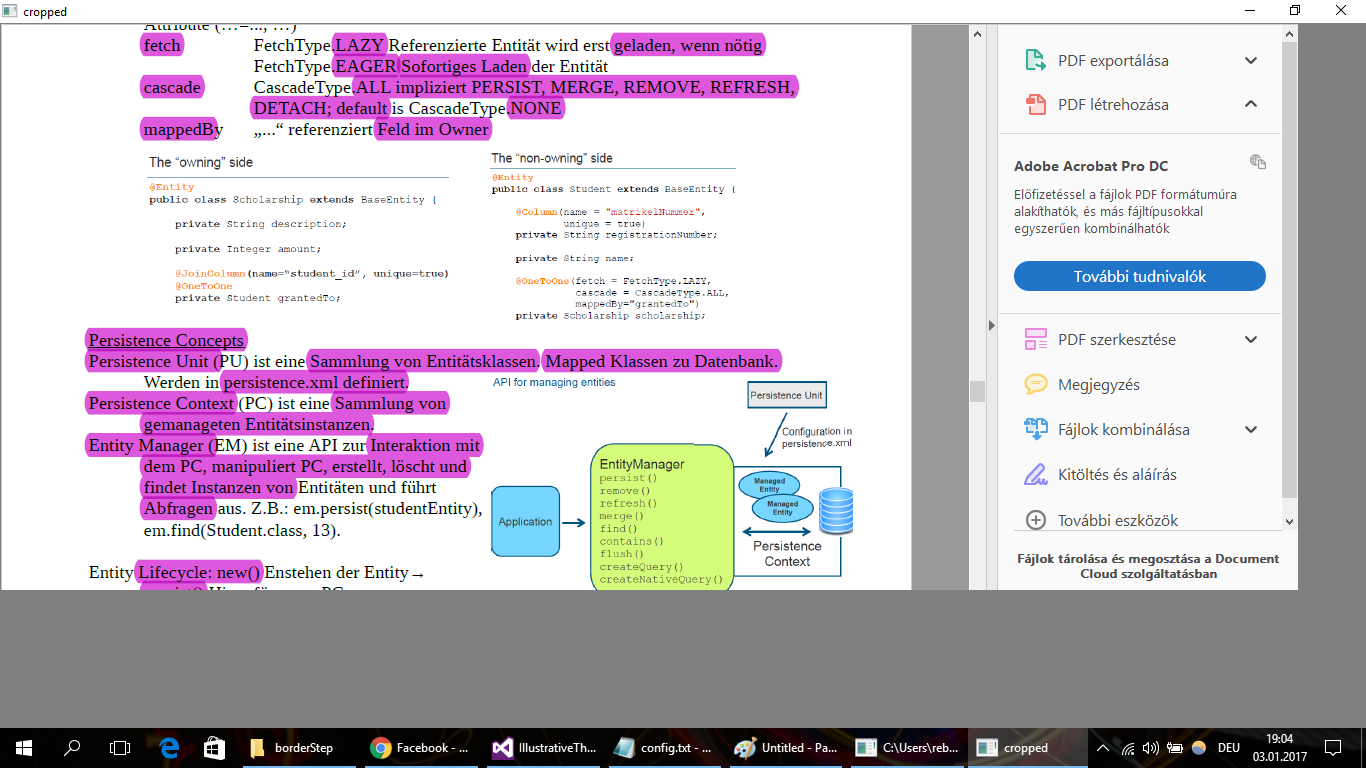 cropped
Attribute (…=..., …)
fetch FetchType.LAZY Referenzierte Entität wird erst geladen, wenn nötig
FetchType.EAGER Sofortiges Laden der Entität
cascade CascadeType.ALL impliziert PERSIST, MERGE, REMOVE, REFRESH,
DETACH; default is CascadeType.NONE
mappedBy „...“ referenziert Feld im Owner
The “owning” side
@Entity
public class Scholarship extends BaseEntity {
private String description;
private Integer amount;
@JoinColumn(name=“student_id”, unique=true)
@OneToOne
private Student grantedTo;
The “non-owning” side
@Entity
public class Student extends BaseEntity {
@Column(name = "matrikelNummer",
unique = true)
private String registrationNumber;
private String name;
@OneToOne(fetch = FetchType.LAZY,
cascade = CascadeType.ALL,
mappedBy="grantedTo")
private Scholarship scholarship;
Persistence Concepts
Persistence Unit (PU) ist eine Sammlung von Entitätsklassen. Mapped Klassen zu Datenbank.
Werden in persistence.xml definiert.
Persistence Context (PC) ist eine Sammlung von
gemanageten Entitätsinstanzen.
Entity Manager (EM) ist eine API zur Interaktion mit
dem PC, manipuliert PC, erstellt, löscht und
findet Instanzen von Entitäten und führt
Abfragen aus. Z.B.: em.persist(studentEntity),
em.find(Student.class, 13).
Entity Lifecycle: new() Enstehen der Entity→
API for managing entities
Persistence Unit
Configuration in
persistence.xml
Application
EntityManager
persist()
remove()
refresh()
merge()
find()
contains()
flush()
createQuery()
createNativeQuery()
Managed
Entity
Managed
Entity
Persistence
Context
PDF exportálása
PDF létrehozása
Adobe Acrobat Pro DC
Előfizetéssel a fájlok PDF formátumúra
alakíthatók, és más fájltípusokkal
egyszerűen kombinálhatók
További tudnivalók
PDF szerkesztése
Megjegyzés
Fájlok kombinálása
Kitöltés és aláírás
További eszközök
Fájlok tárolása és megosztása a Document
Cloud szolgáltatásban
borderStep
Facebook - ...
IllustrativeTh...
config.txt - ...
Untitled - Pa...
C:\Users\reb...
cropped
DEU
19:04
03.01.2017